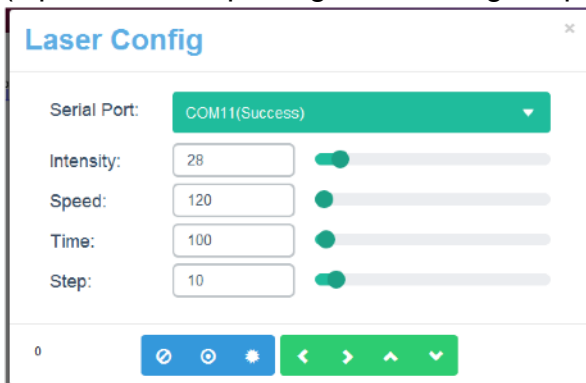 Laser Config
×
Serial Port: COM11(Success)
Intensity: 28
Speed: 120
Time: 100
Step: 10
0